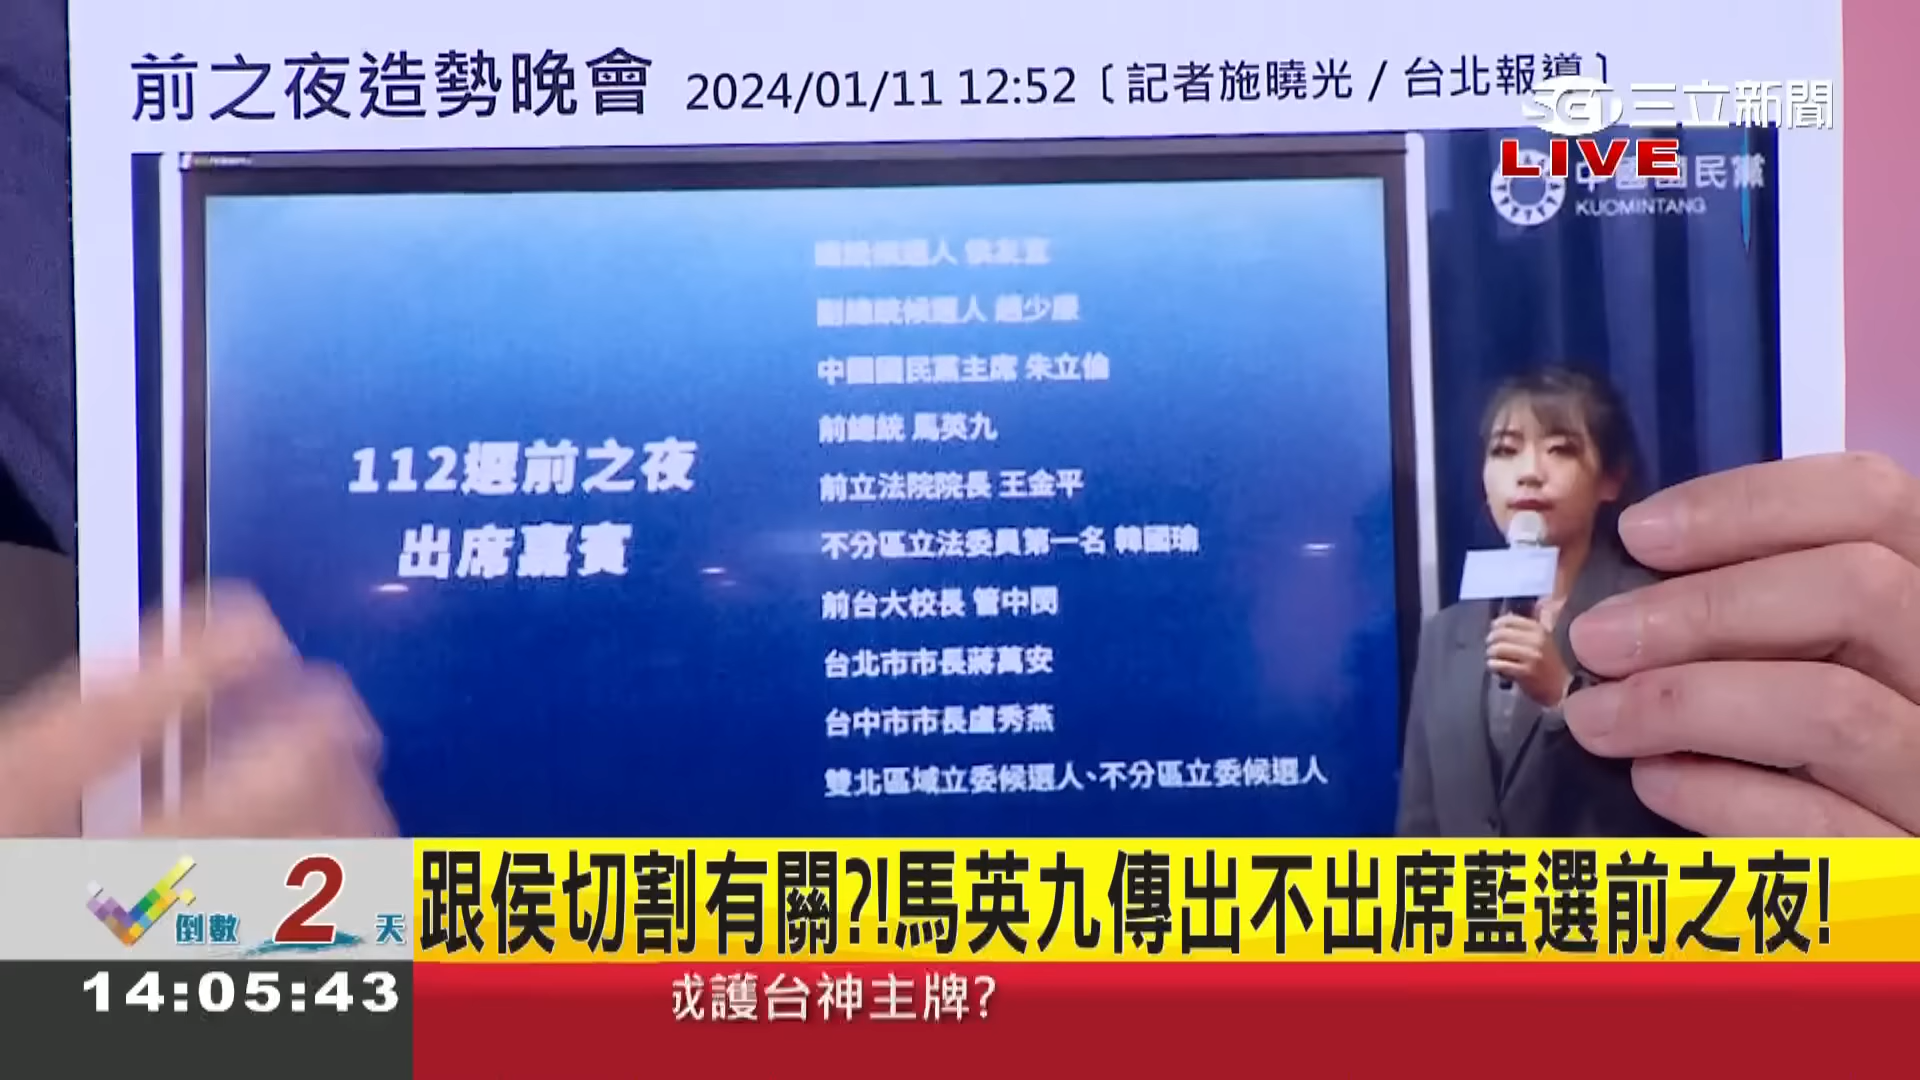 前之夜造勢晚會 2024/01/11 12:52〔記者施曉光 / 台北報導〕
SET三立新聞
LIVE
中國國民黨
KUOMINTANG
總統候選人 侯友宜
副總統候選人 趙少康
中國國民黨主席 朱立倫
前總統 馬英九
前立法院院長 王金平
不分區立法委員第一名 韓國瑜
前台大校長 管中閔
台北市市長蔣萬安
台中市市長盧秀燕
雙北區域立委候選人、不分區立委候選人
112選前之夜
出席嘉賓
倒數 2 天
跟侯切割有關?!馬英九傳出不出席藍選前之夜!
14:05:43
成護台神主牌?